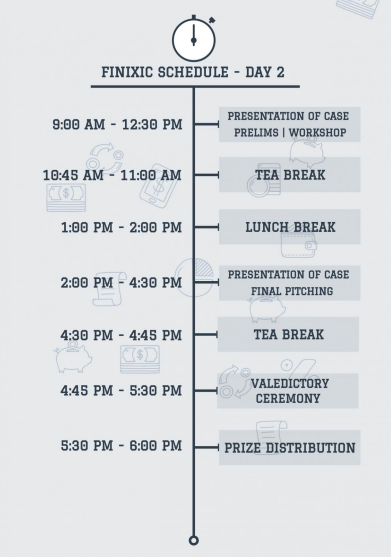 FINIXIC SCHEDULE - DAY 2
9:00 AM - 12:30 PM
PRESENTATION OF CASE
PRELIMS | WORKSHOP
10:45 AM - 11:00 AM
TEA BREAK
1:00 PM - 2:00 PM
LUNCH BREAK
2:00 PM - 4:30 PM
PRESENTATION OF CASE
FINAL PITCHING
4:30 PM - 4:45 PM
TEA BREAK
4:45 PM - 5:30 PM
VALEDICTORY
CEREMONY
5:30 PM - 6:00 PM
PRIZE DISTRIBUTION